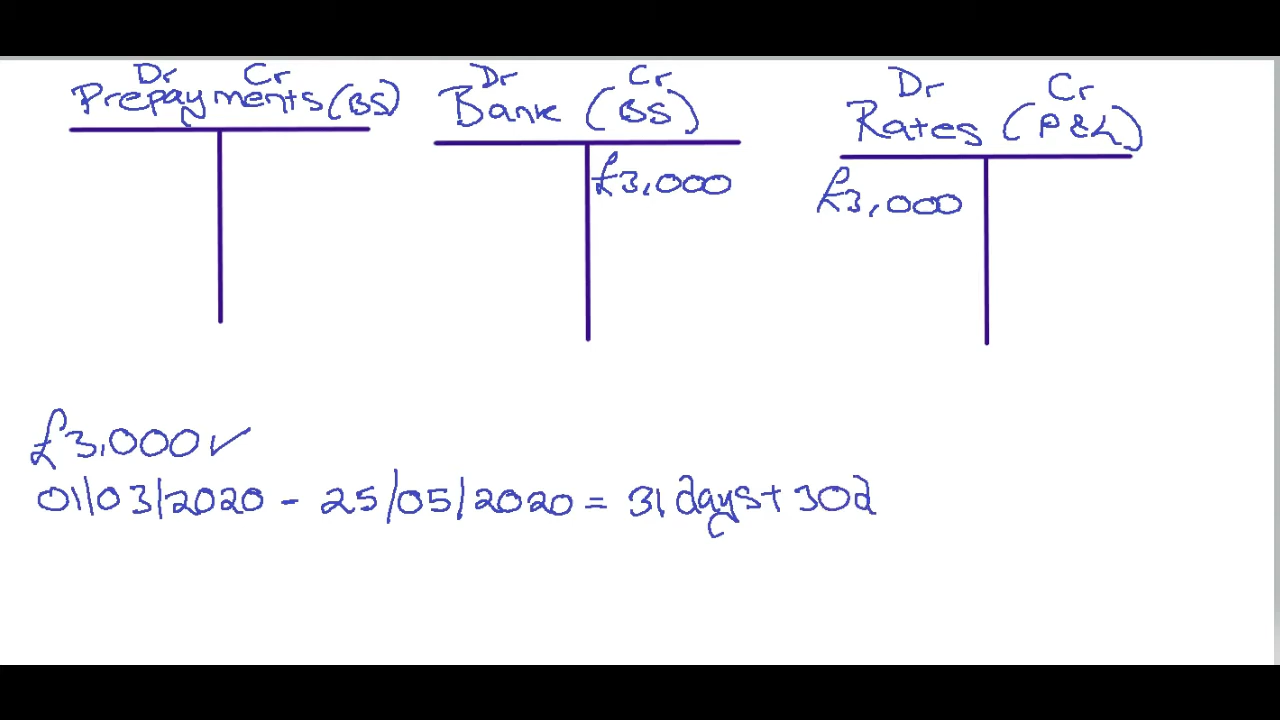 Dr Cr
Prepayments (BS)
Dr Cr
Bank (BS)
£3,000
Dr Cr
Rates (P&L)
£3,000
£3,000✓
01/03/2020 - 25/05/2020 = 31 days + 30d